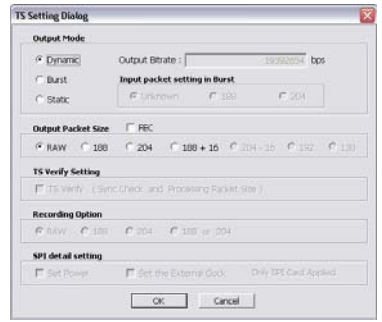 TS Setting Dialog
Output Mode
Dynamic
Output Bitrate : 19392654 bps
Burst
Input packet setting in Burst
Static
Unknown 188 204
Output Packet Size FEC
RAW 188 204 188 + 16 204 - 16 192 130
TS Verify Setting
TS Verify ( Sync Check and Processing Packet Size )
Recording Option
RAW 188 204 188 or 204
SPI detail setting
Set Power Set the External Clock Only SPI Card Applied.
OK Cancel